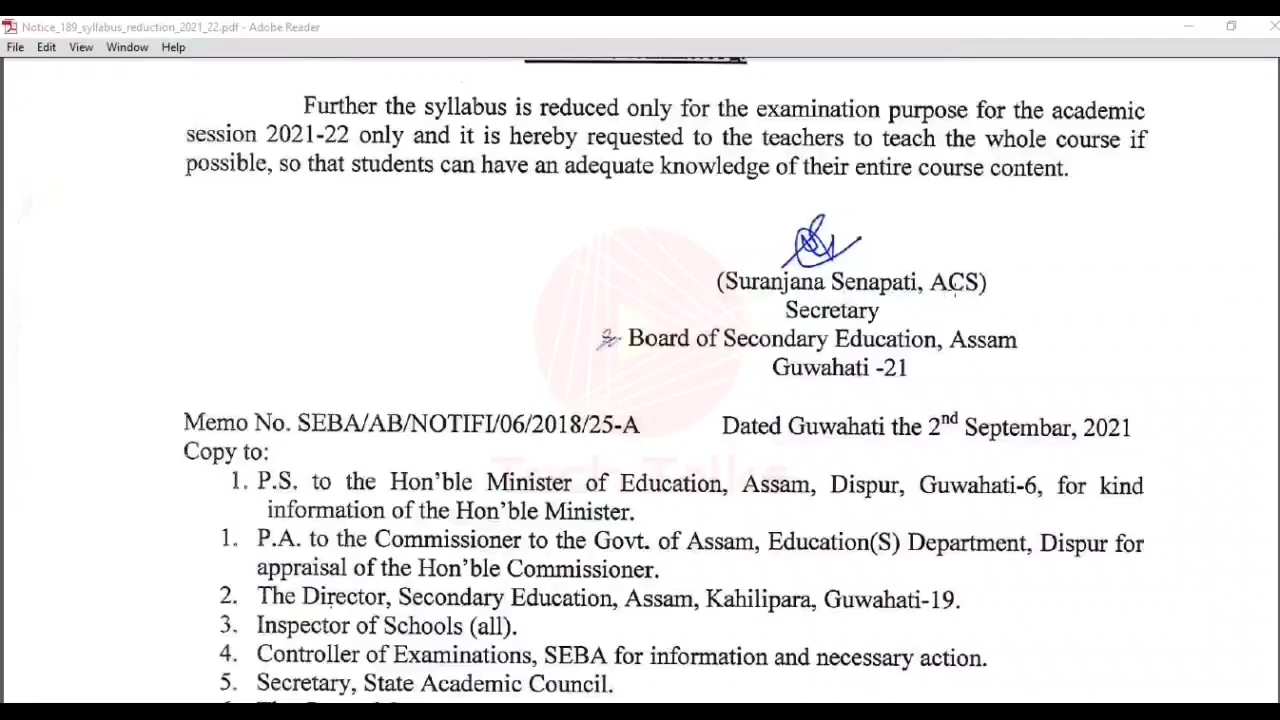 Notice_189_syllabus_reduction_2021_22.pdf - Adobe Reader
File Edit View Window Help
Further the syllabus is reduced only for the examination purpose for the academic
session 2021-22 only and it is hereby requested to the teachers to teach the whole course if
possible, so that students can have an adequate knowledge of their entire course content.
(Suranjana Senapati, ACS)
Secretary
Board of Secondary Education, Assam
Guwahati -21
Memo No. SEBA/AB/NOTIFI/06/2018/25-A Dated Guwahati the 2nd Septembar, 2021
Copy to:
1. P.S. to the Hon'ble Minister of Education, Assam, Dispur, Guwahati-6, for kind
information of the Hon'ble Minister.
1. P.A. to the Commissioner to the Govt. of Assam, Education(S) Department, Dispur for
appraisal of the Hon'ble Commissioner.
2. The Director, Secondary Education, Assam, Kahilipara, Guwahati-19.
3. Inspector of Schools (all).
4. Controller of Examinations, SEBA for information and necessary action.
5. Secretary, State Academic Council.